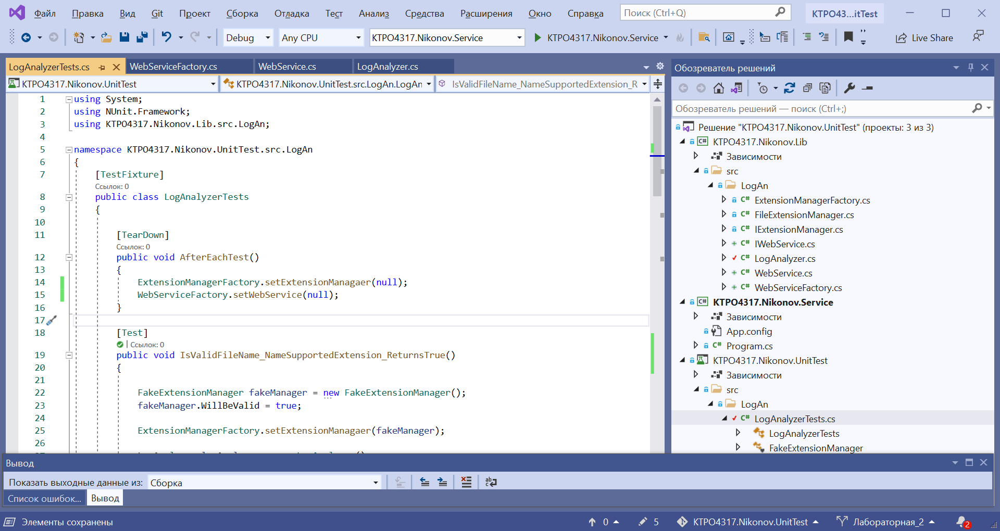 Файл Правка Вид Git Проект Сборка Отладка Тест Анализ Средства Расширения Окно Справка Поиск (Ctrl+Q) КТРО43...itTest
Debug Any CPU KTPO4317.Nikonov.Service KTPO4317.Nikonov.Service Live Share
LogAnalyzerTests.cs WebServiceFactory.cs WebService.cs LogAnalyzer.cs
KTPO4317.Nikonov.UnitTest KTPO4317.Nikonov.UnitTest.src.LogAn.LogAn IsValidFileName_NameSupportedExtension_R
1 using System;
2 using NUnit.Framework;
3 using KTPO4317.Nikonov.Lib.src.LogAn;
4
5 namespace KTPO4317.Nikonov.UnitTest.src.LogAn
6 {
7 [TestFixture]
Ссылок: 0
8 public class LogAnalyzerTests
9 {
10
11 [TearDown]
Ссылок: 0
12 public void AfterEachTest()
13 {
14 ExtensionManagerFactory.setExtensionManagaer(null);
15 WebServiceFactory.setWebService(null);
16 }
17
18 [Test]
Ссылок: 0
19 public void IsValidFileName_NameSupportedExtension_ReturnsTrue()
20 {
21
22 FakeExtensionManager fakeManager = new FakeExtensionManager();
23 fakeManager.WillBeValid = true;
24
25 ExtensionManagerFactory.setExtensionManagaer(fakeManager);
26
Обозреватель решений
Обозреватель решений — поиск (Ctrl+;)
Решение "KTPO4317.Nikonov.UnitTest" (проекты: 3 из 3)
C# KTPO4317.Nikonov.Lib
Зависимости
src
LogAn
C# ExtensionManagerFactory.cs
C# FileExtensionManager.cs
C# IExtensionManager.cs
C# IWebService.cs
C# LogAnalyzer.cs
C# WebService.cs
C# WebServiceFactory.cs
C# KTPO4317.Nikonov.Service
Зависимости
App.config
C# Program.cs
KTPO4317.Nikonov.UnitTest
Зависимости
src
LogAn
C# LogAnalyzerTests.cs
LogAnalyzerTests
FakeExtensionManager
Вывод
Показать выходные данные из: Сборка
Список ошибок... Вывод
Элементы сохранены 0 5 KTPO4317.Nikonov.UnitTest Лабораторная_2 2